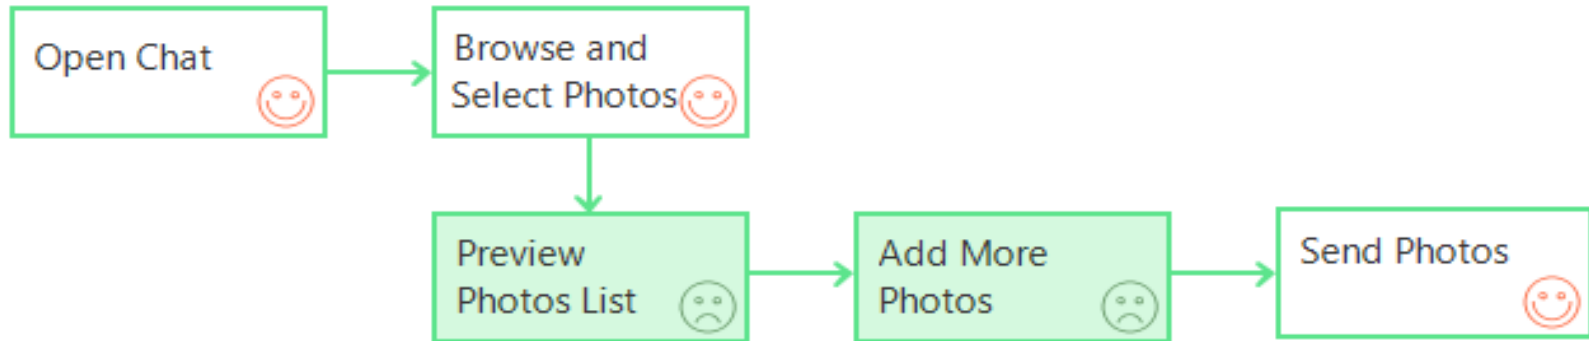 Open Chat
Browse and
Select Photos
Preview
Photos List
Add More
Photos
Send Photos